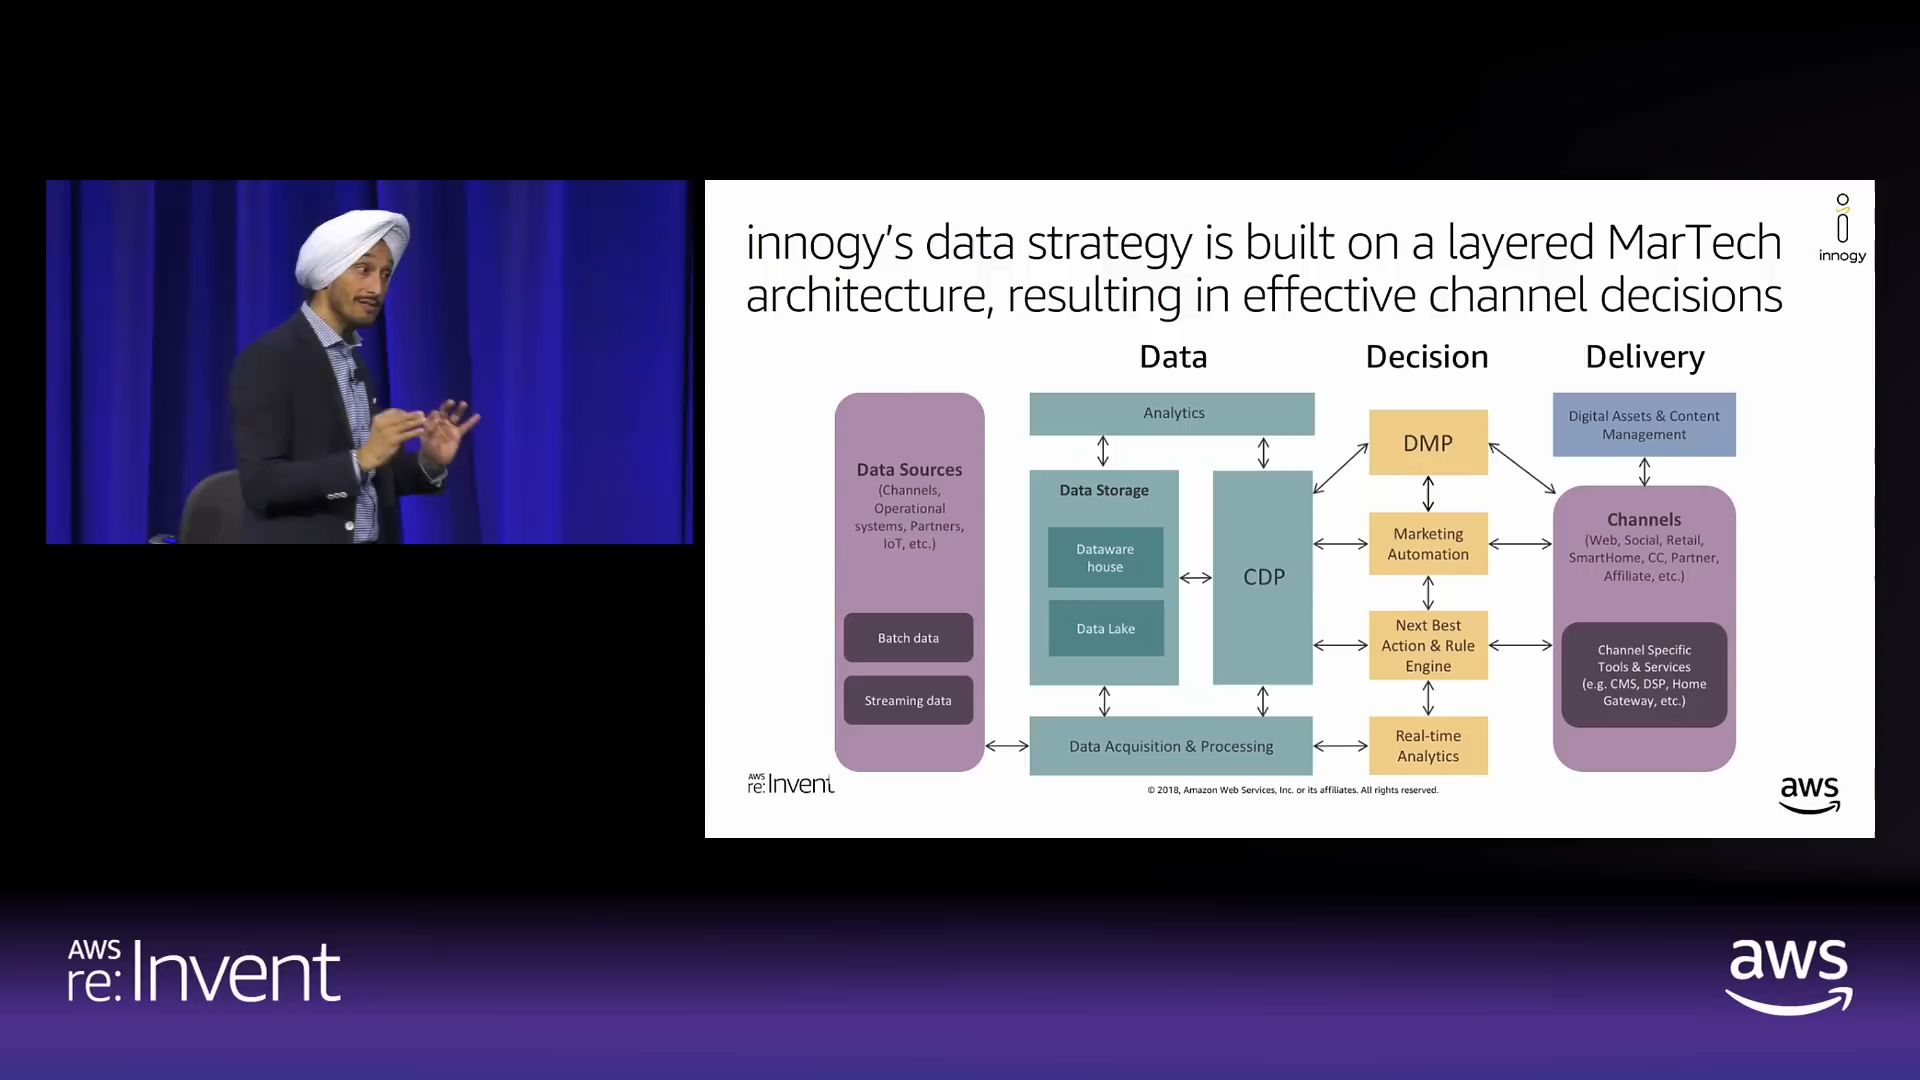 innogy's data strategy is built on a layered MarTech
architecture, resulting in effective channel decisions
innogy
Data
Decision
Delivery
Data Sources
(Channels,
Operational
systems, Partners,
IoT, etc.)
Batch data
Streaming data
Analytics
Data Storage
Dataware
house
Data Lake
CDP
Data Acquisition & Processing
DMP
Marketing
Automation
Next Best
Action & Rule
Engine
Real-time
Analytics
Digital Assets & Content
Management
Channels
(Web, Social, Retail,
SmartHome, CC, Partner,
Affiliate, etc.)
Channel Specific
Tools & Services
(e.g. CMS, DSP, Home
Gateway, etc.)
AWS
re:Invent
© 2018, Amazon Web Services, Inc. or its affiliates. All rights reserved.
aws
AWS
re:Invent
aws